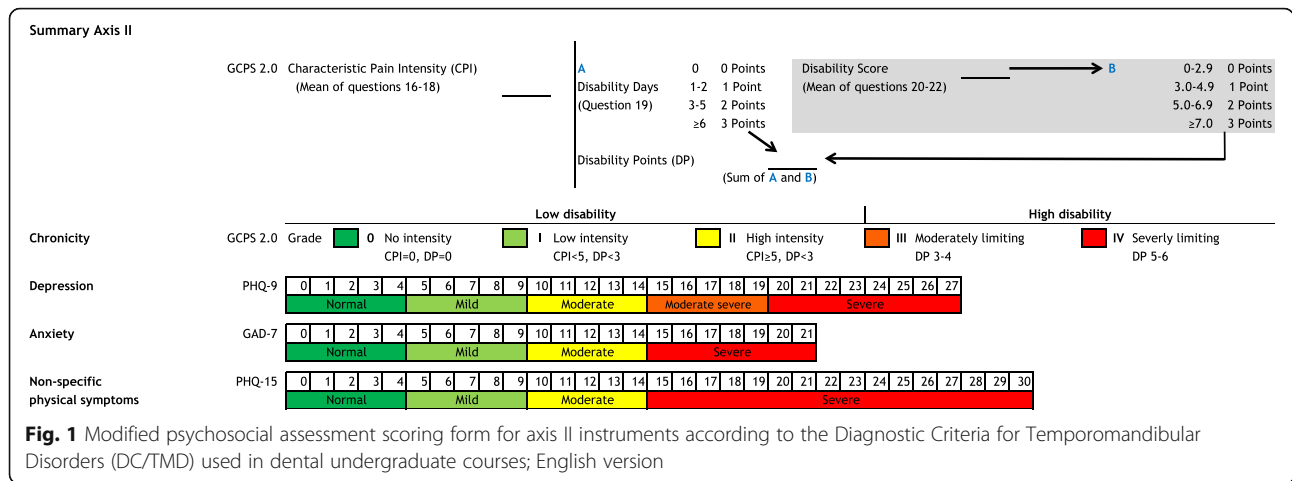 Summary Axis II
GCPS 2.0 Characteristic Pain Intensity (CPI) A 0 0 Points Disability Score B 0-2.9 0 Points
(Mean of questions 16-18) Disability Days 1-2 1 Point (Mean of questions 20-22) 3.0-4.9 1 Point
(Question 19) 3-5 2 Points 5.0-6.9 2 Points
≥6 3 Points ≥7.0 3 Points
Disability Points (DP)
(Sum of A and B)
Low disability High disability
Chronicity GCPS 2.0 Grade 0 No intensity I Low intensity II High intensity III Moderately limiting IV Severly limiting
CPI=0, DP=0 CPI<5, DP<3 CPI≥5, DP<3 DP 3-4 DP 5-6
Depression PHQ-9 0 1 2 3 4 5 6 7 8 9 10 11 12 13 14 15 16 17 18 19 20 21 22 23 24 25 26 27
Normal Mild Moderate Moderate severe Severe
Anxiety GAD-7 0 1 2 3 4 5 6 7 8 9 10 11 12 13 14 15 16 17 18 19 20 21
Normal Mild Moderate Severe
Non-specific PHQ-15 0 1 2 3 4 5 6 7 8 9 10 11 12 13 14 15 16 17 18 19 20 21 22 23 24 25 26 27 28 29 30
physical symptoms Normal Mild Moderate Severe
Fig. 1 Modified psychosocial assessment scoring form for axis II instruments according to the Diagnostic Criteria for Temporomandibular
Disorders (DC/TMD) used in dental undergraduate courses; English version